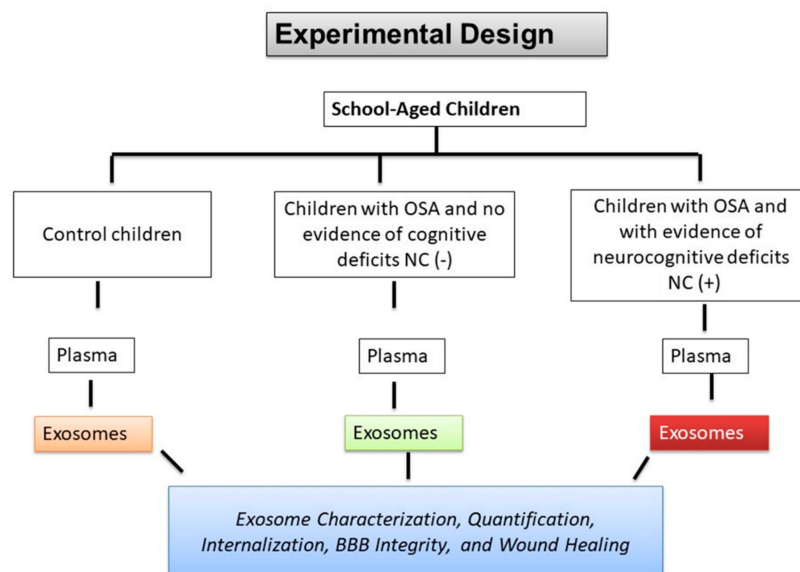 Experimental Design
School-Aged Children
Control children
Children with OSA and no
evidence of cognitive
deficits NC (-)
Children with OSA and
with evidence of
neurocognitive deficits
NC (+)
Plasma
Plasma
Plasma
Exosomes
Exosomes
Exosomes
Exosome Characterization, Quantification,
Internalization, BBB Integrity, and Wound Healing